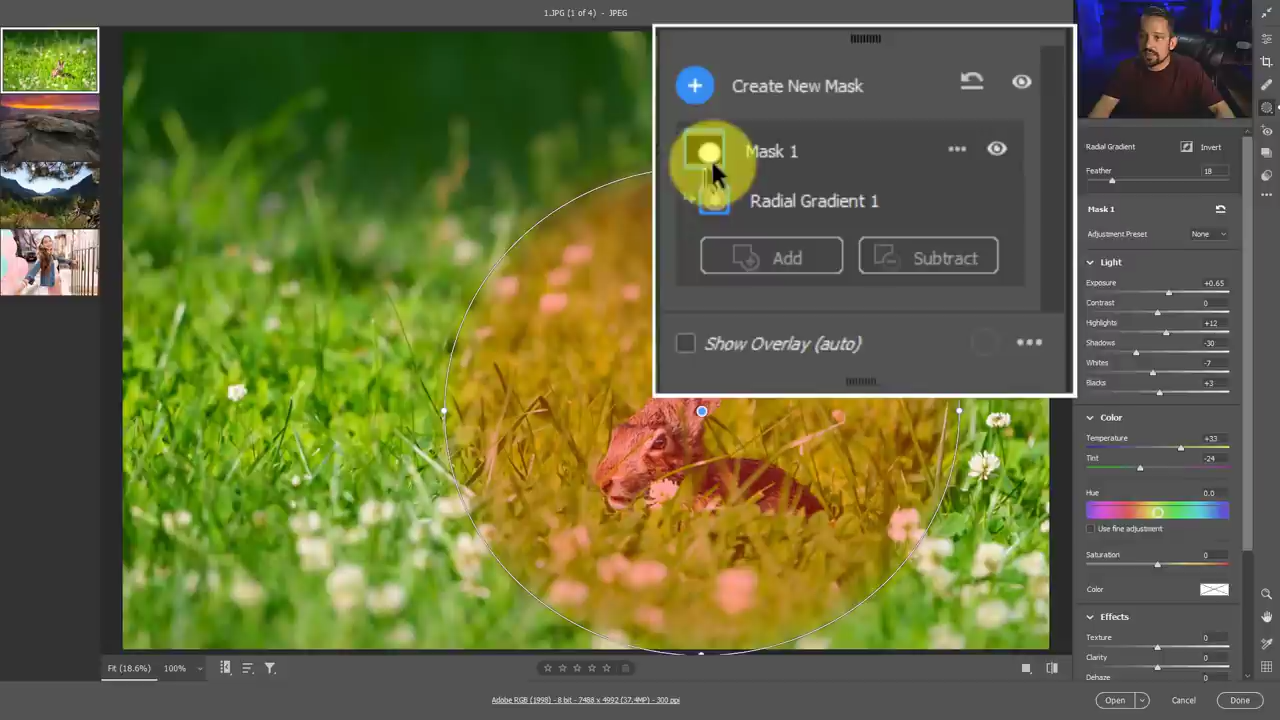 1.JPG (1 of 4) - JPEG
Create New Mask
Mask 1
Radial Gradient 1
Add
Subtract
Show Overlay (auto)
Radial Gradient
Invert
Feather
18
Mask 1
Adjustment Preset
None
Light
Exposure
+0.65
Contrast
0
Highlights
+12
Shadows
-30
Whites
-7
Blacks
+3
Color
Temperature
+33
Tint
-24
Hue
0.0
Use fine adjustment
Saturation
0
Color
Effects
Texture
0
Clarity
0
Dehaze
0
Fit (18.6%)
100%
Adobe RGB (1998) - 8 bit - 7488 x 4992 (37.4MP) - 300 ppi
Open
Cancel
Done